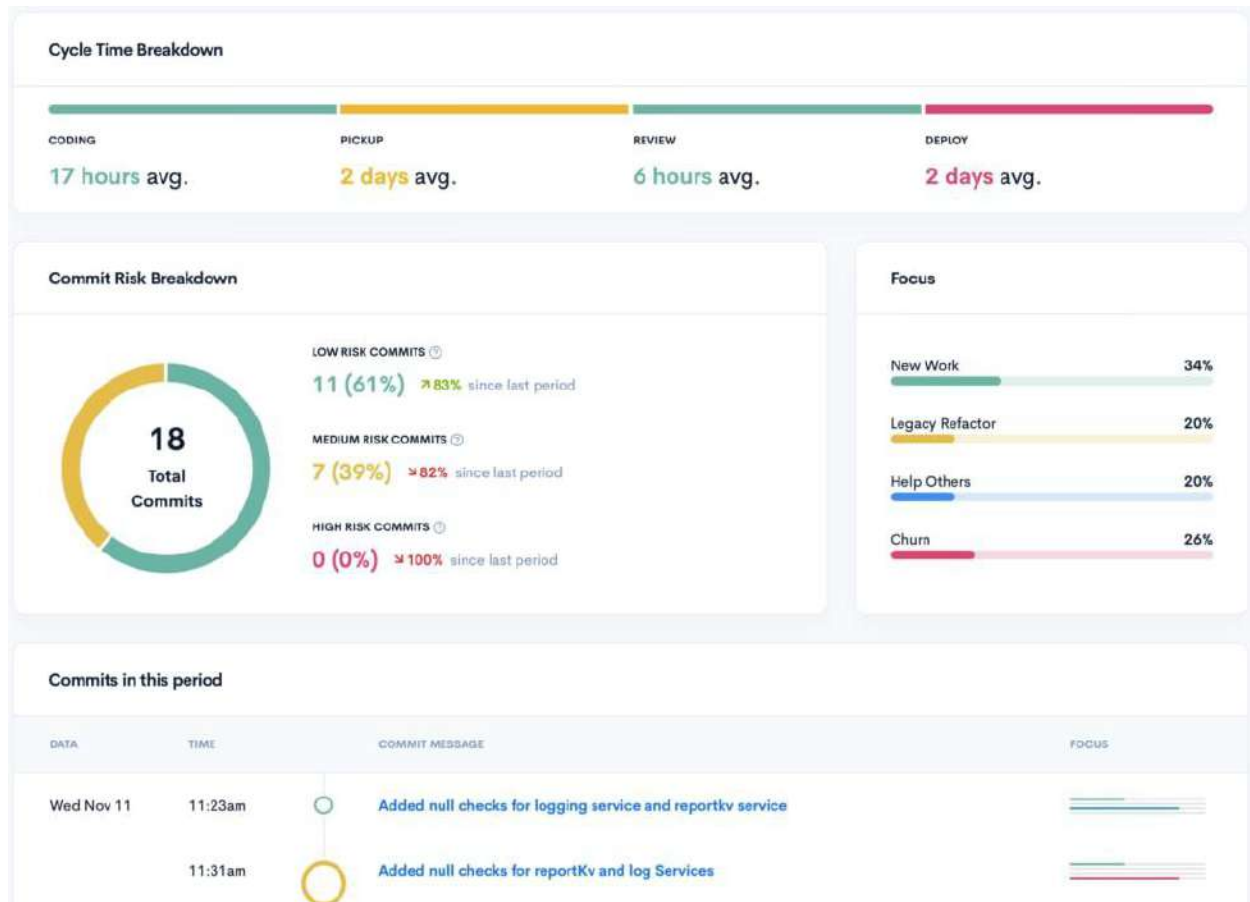 Cycle Time Breakdown
CODING
17 hours avg.
PICKUP
2 days avg.
REVIEW
6 hours avg.
DEPLOY
2 days avg.
Commit Risk Breakdown
18
Total
Commits
LOW RISK COMMITS ?
11 (61%) ↗ 83% since last period
MEDIUM RISK COMMITS ?
7 (39%) ↘ 82% since last period
HIGH RISK COMMITS ?
0 (0%) ↘ 100% since last period
Focus
New Work 34%
Legacy Refactor 20%
Help Others 20%
Churn 26%
Commits in this period
DATA TIME COMMIT MESSAGE FOCUS
Wed Nov 11 11:23am Added null checks for logging service and reportkv service
11:31am Added null checks for reportKv and log Services